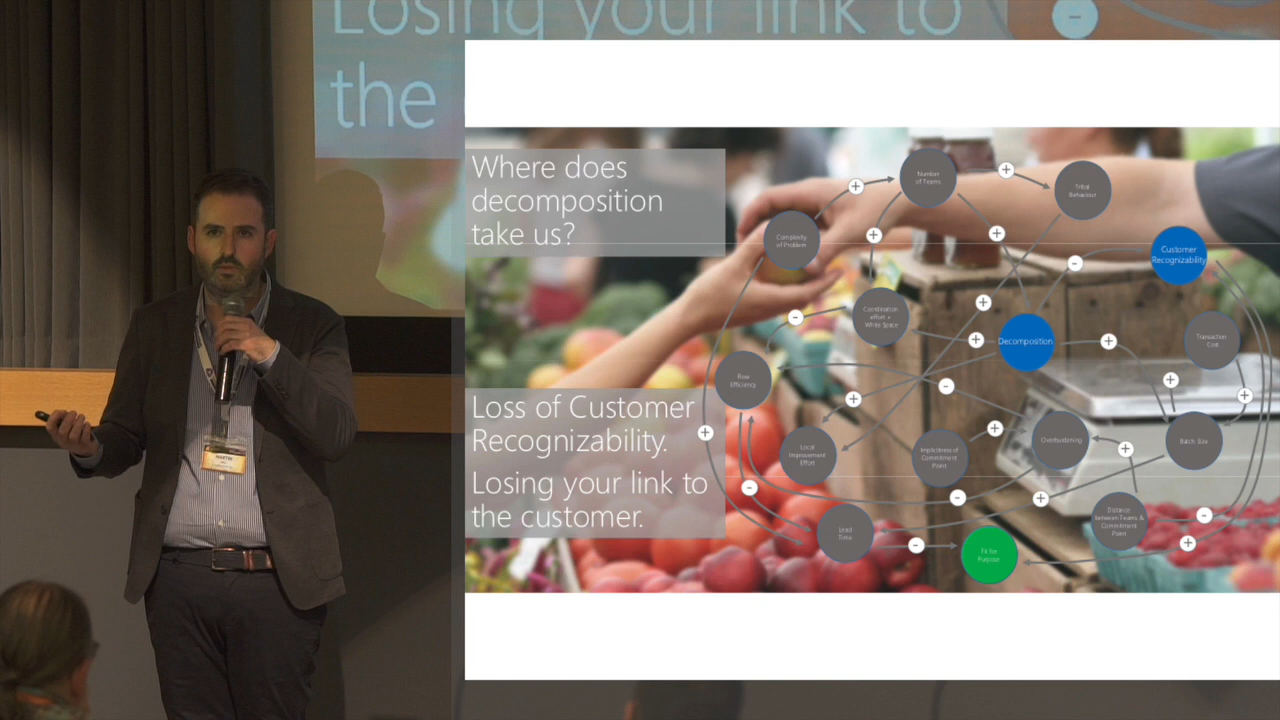 Losing your link to
the
Where does
decomposition
take us?
Loss of Customer
Recognizability.
Losing your link to
the customer.
Number
of Teams
Tribal
Behaviour
Complexity
of Problem
Customer
Recognizability
Coordination
effort +
White Space
Decomposition
Transaction
Cost
Flow
Efficiency
Local
Improvement
Effort
Implicitness of
Commitment
Point
Overburdening
Batch Size
Distance
between Teams &
Commitment
Point
Lead
Time
Fit for
Purpose
MARTIN